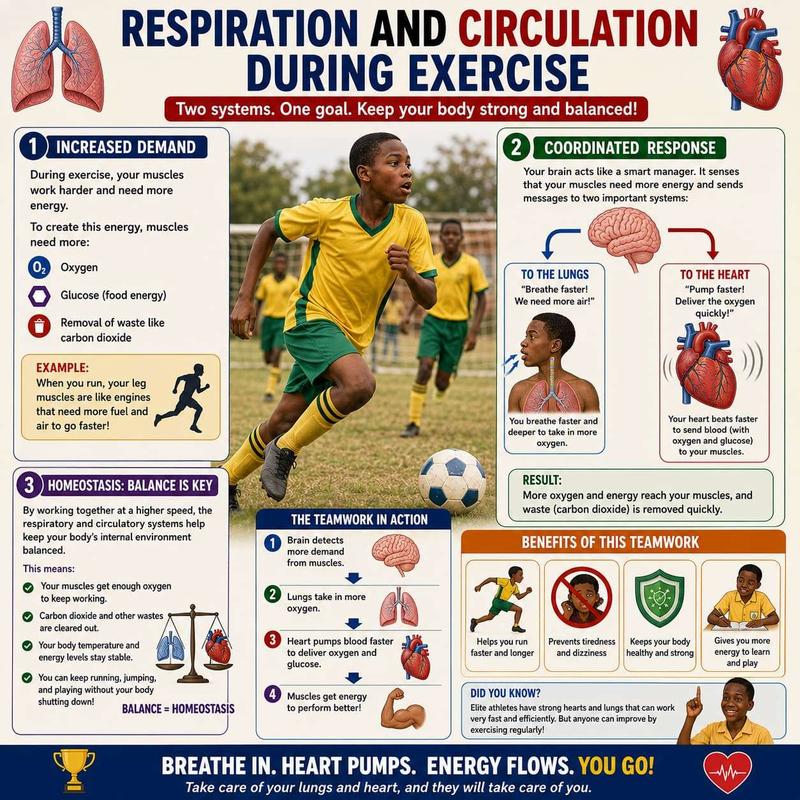 RESPIRATION AND CIRCULATION
DURING EXERCISE
Two systems. One goal. Keep your body strong and balanced!
1 INCREASED DEMAND
During exercise, your muscles
work harder and need more
energy.
To create this energy, muscles
need more:
O₂ Oxygen
Glucose (food energy)
Removal of waste like
carbon dioxide
EXAMPLE:
When you run, your leg
muscles are like engines
that need more fuel and
air to go faster!
2 COORDINATED RESPONSE
Your brain acts like a smart manager. It senses
that your muscles need more energy and sends
messages to two important systems:
TO THE LUNGS
"Breathe faster!
We need more air!"
You breathe faster and
deeper to take in more
oxygen.
TO THE HEART
"Pump faster!
Deliver the oxygen
quickly!"
Your heart beats faster
to send blood (with
oxygen and glucose)
to your muscles.
RESULT:
More oxygen and energy reach your muscles, and
waste (carbon dioxide) is removed quickly.
3 HOMEOSTASIS: BALANCE IS KEY
By working together at a higher speed, the
respiratory and circulatory systems help
keep your body's internal environment
balanced.
This means:
Your muscles get enough oxygen
to keep working.
Carbon dioxide and other wastes
are cleared out.
Your body temperature and
energy levels stay stable.
You can keep running, jumping,
and playing without your body
shutting down!
BALANCE = HOMEOSTASIS
THE TEAMWORK IN ACTION
1 Brain detects
more demand
from muscles.
2 Lungs take in more
oxygen.
3 Heart pumps blood faster
to deliver oxygen and
glucose.
4 Muscles get energy
to perform better!
BENEFITS OF THIS TEAMWORK
Helps you run
faster and longer
Prevents tiredness
and dizziness
Keeps your body
healthy and strong
Gives you more
energy to learn
and play
DID YOU KNOW?
Elite athletes have strong hearts and lungs that can work
very fast and efficiently. But anyone can improve by
exercising regularly!
BREATHE IN. HEART PUMPS. ENERGY FLOWS. YOU GO!
Take care of your lungs and heart, and they will take care of you.